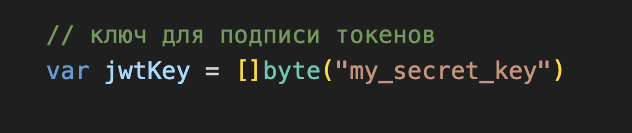 // ключ для подписи токенов
var jwtKey = []byte("my_secret_key")